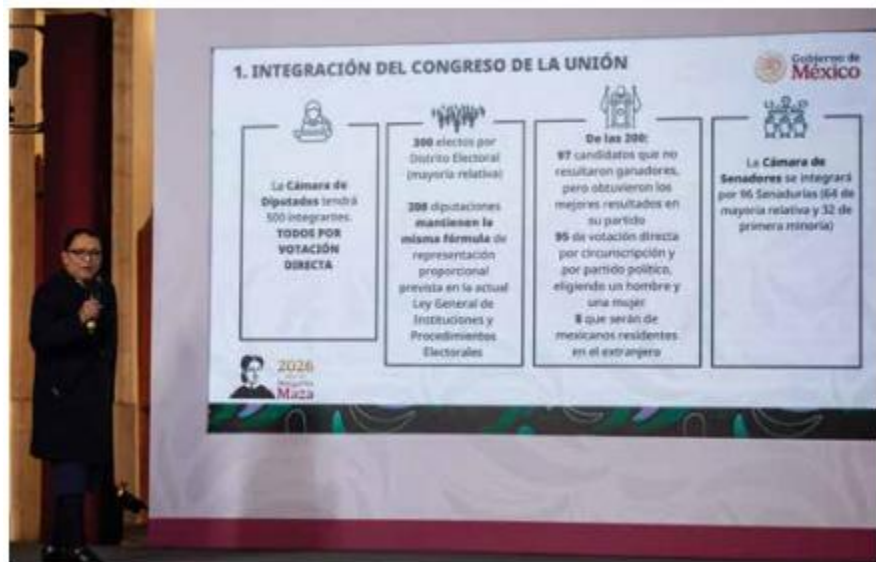 1. INTEGRACIÓN DEL CONGRESO DE LA UNIÓN
Gobierno de
México
La Cámara de
Diputados tendrá
500 integrantes.
TODOS POR
VOTACIÓN
DIRECTA
300 electos por
Distrito Electoral
(mayoría relativa)
200 diputaciones
mantienen la
misma fórmula de
representación
proporcional
prevista en la actual
Ley General de
Instituciones y
Procedimientos
Electorales
De las 200:
97 candidatos que no
resultaron ganadores,
pero obtuvieron los
mejores resultados en
su partido
95 de votación directa
por circunscripción y
por partido político,
eligiendo un hombre y
una mujer
8 que serán de
mexicanos residentes
en el extranjero
La Cámara de
Senadores se integrará
por 96 Senadurías (64 de
mayoría relativa y 32 de
primera minoría)
2026
Margarita
Maza